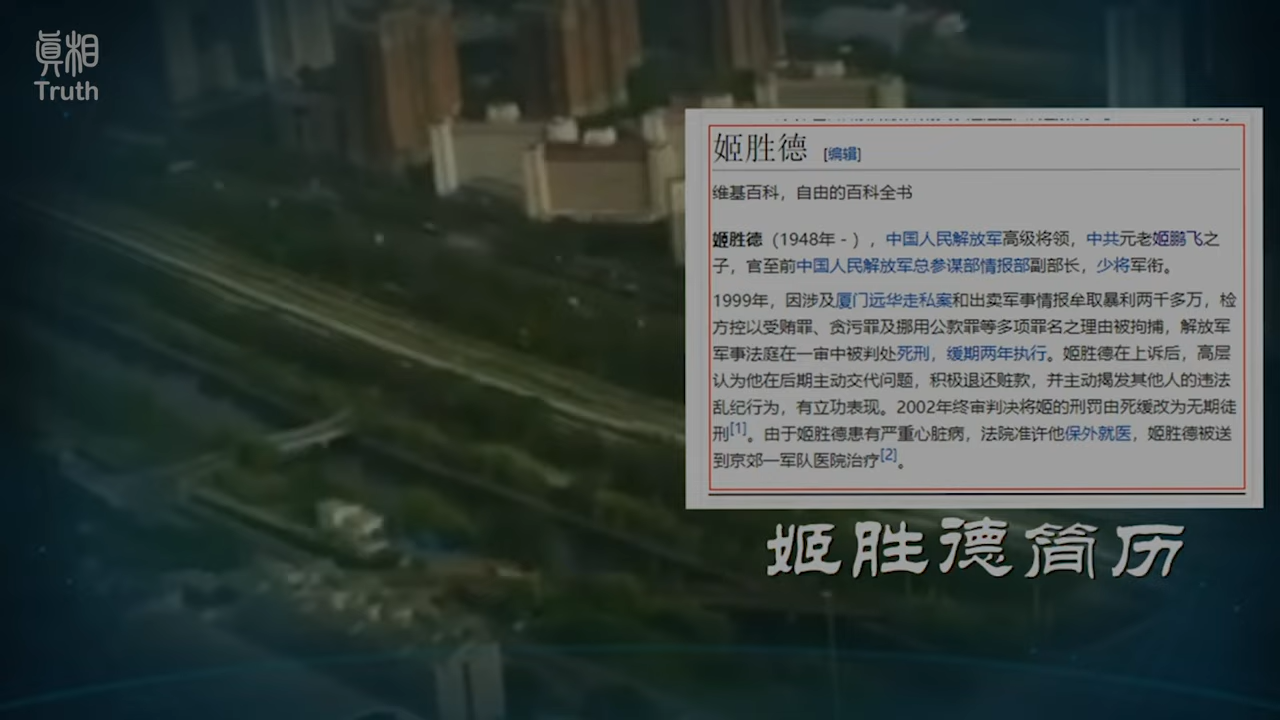 眞相
Truth
姬胜德 [编辑]
维基百科，自由的百科全书
姬胜德（1948年 - ），中国人民解放军高级将领，中共元老姬鹏飞之
子，官至前中国人民解放军总参谋部情报部副部长，少将军衔。
1999年，因涉及厦门远华走私案和出卖军事情报牟取暴利两千多万，检
方控以受贿罪、贪污罪及挪用公款罪等多项罪名之理由被拘捕，解放军
军事法庭在一审中被判处死刑，缓期两年执行。姬胜德在上诉后，高层
认为他在后期主动交代问题，积极退还赃款，并主动揭发其他人的违法
乱纪行为，有立功表现。2002年终审判决将姬的刑罚由死缓改为无期徒
刑[1]。由于姬胜德患有严重心脏病，法院准许他保外就医，姬胜德被送
到京郊一军队医院治疗[2]。
姬胜德简历